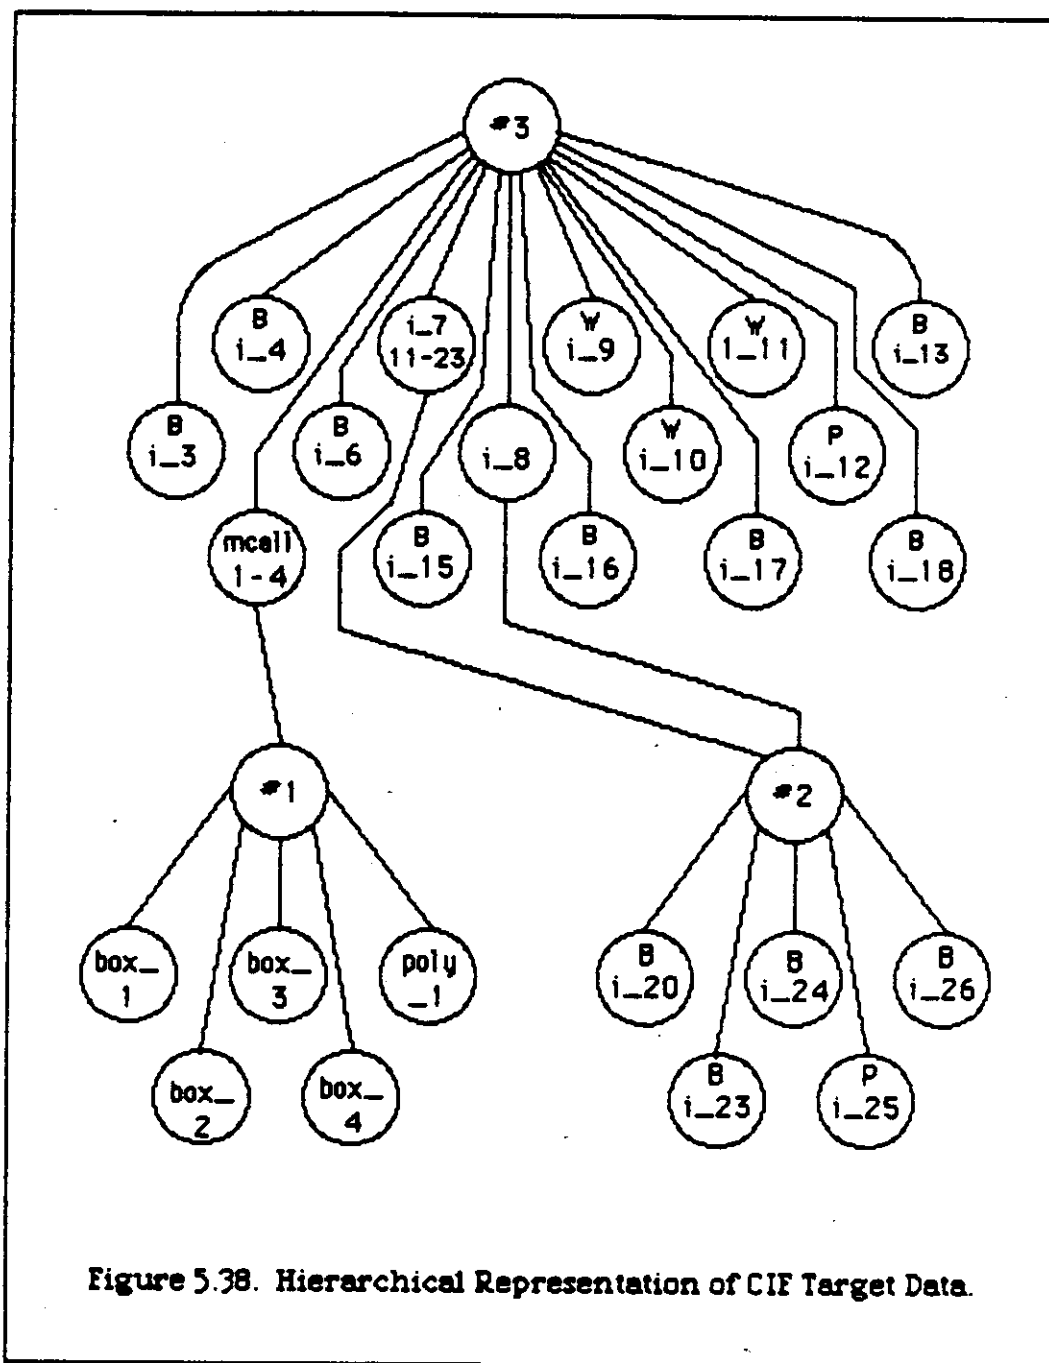 #3
B
i_4
i_7
11-23
W
i_9
W
1_11
B
i_13
B
i_3
B
i_6
i_8
W
i_10
P
i_12
mcall
1-4
B
i_15
B
i_16
B
i_17
B
i_18
#1
#2
box_
1
box_
3
poly
_1
B
i_20
B
i_24
B
i_26
box_
2
box_
4
B
i_23
P
i_25
Figure 5.38. Hierarchical Representation of CIF Target Data.